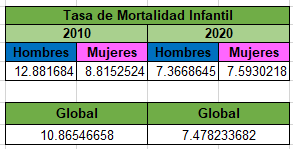 Tasa de Mortalidad Infantil
2010 2020
Hombres Mujeres Hombres Mujeres
12.881684 8.8152524 7.3668645 7.5930218
Global Global
10.86546658 7.478233682